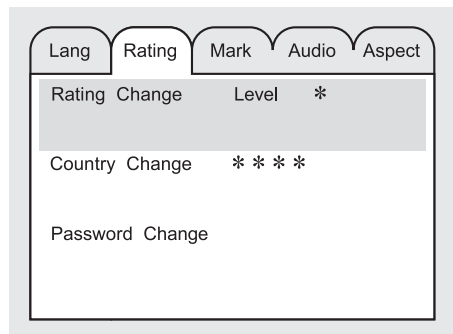 Lang Rating Mark Audio Aspect
Rating Change Level *
Country Change * * * *
Password Change